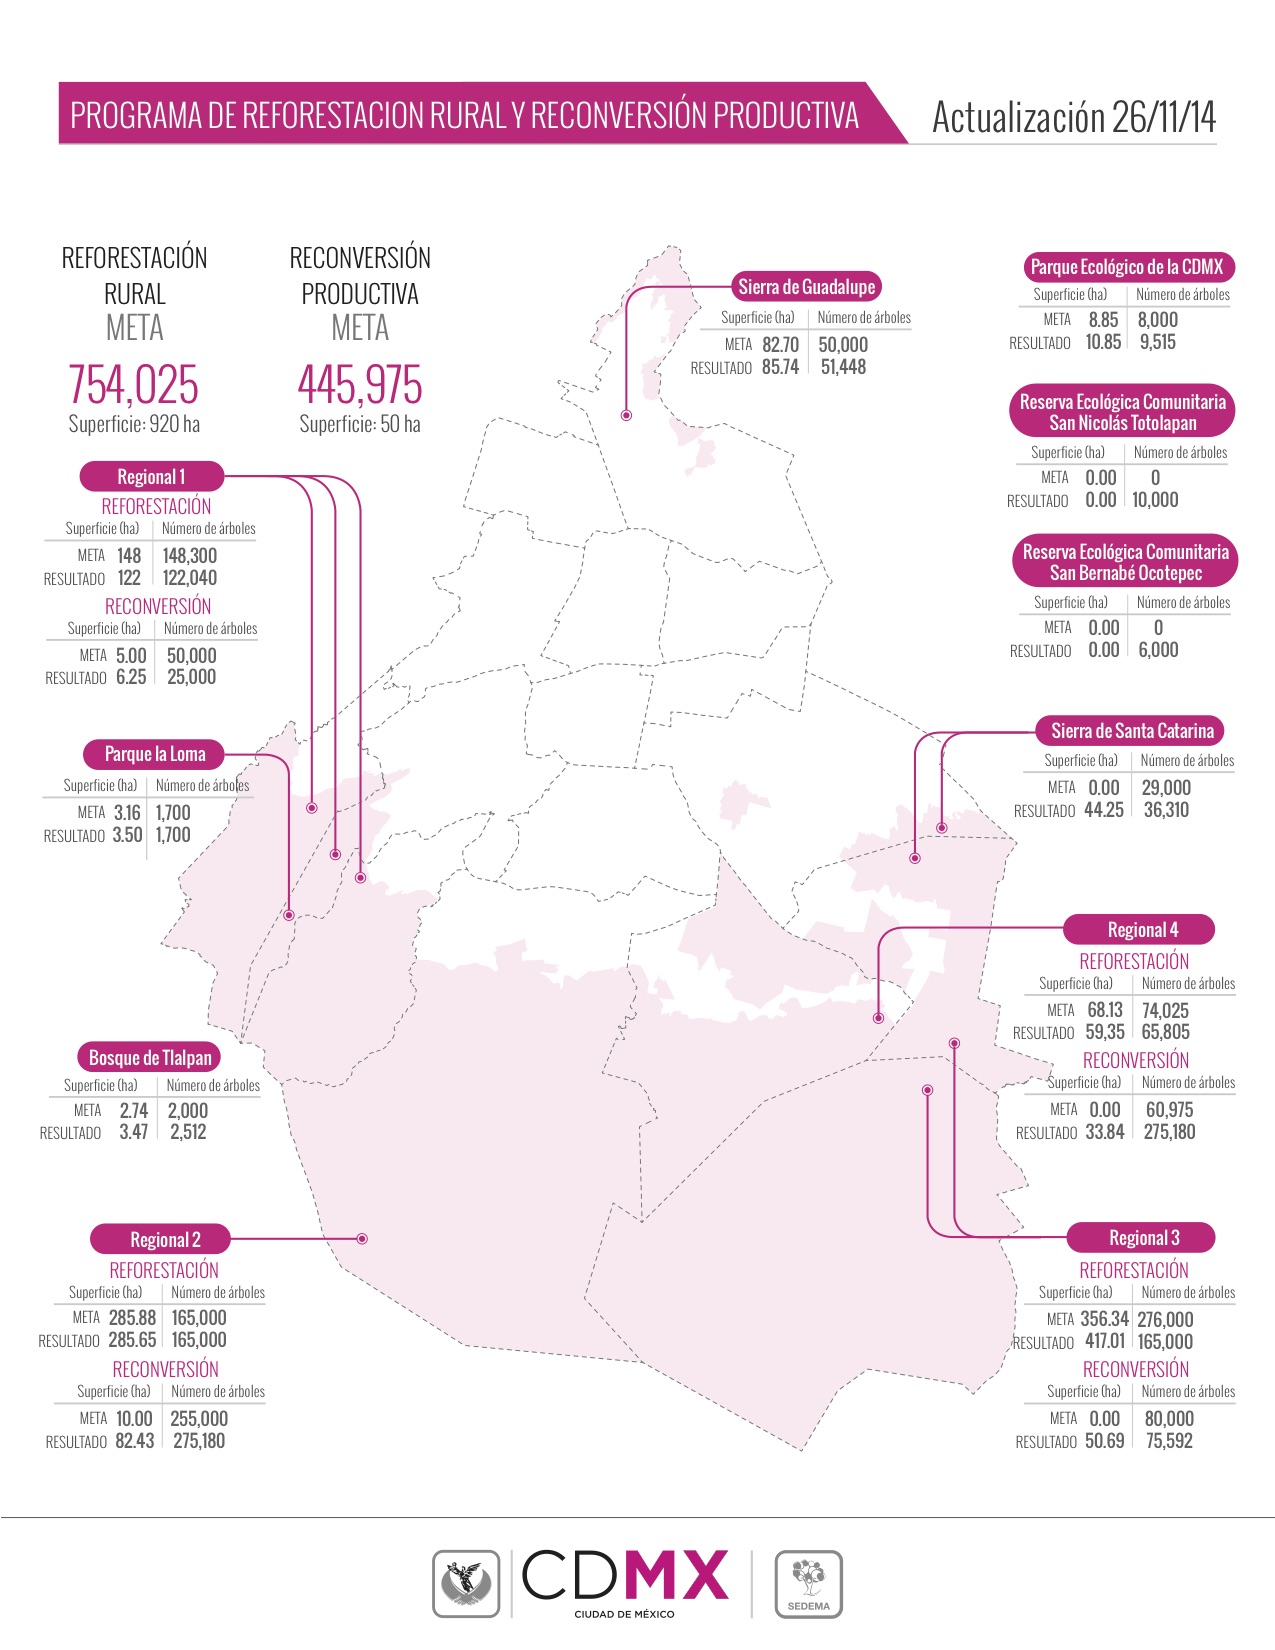 PROGRAMA DE REFORESTACION RURAL Y RECONVERSIÓN PRODUCTIVA
Actualización 26/11/14
REFORESTACIÓN
RURAL
META
754,025
Superficie: 920 ha
RECONVERSIÓN
PRODUCTIVA
META
445,975
Superficie: 50 ha
Sierra de Guadalupe
Superficie (ha) Número de árboles
META 82.70 50,000
RESULTADO 85.74 51,448
Parque Ecológico de la CDMX
Superficie (ha) Número de árboles
META 8.85 8,000
RESULTADO 10.85 9,515
Reserva Ecológica Comunitaria
San Nicolás Totolapan
Superficie (ha) Número de árboles
META 0.00 0
RESULTADO 0.00 10,000
Reserva Ecológica Comunitaria
San Bernabé Ocotepec
Superficie (ha) Número de árboles
META 0.00 0
RESULTADO 0.00 6,000
Regional 1
REFORESTACIÓN
Superficie (ha) Número de árboles
META 148 148,300
RESULTADO 122 122,040
RECONVERSIÓN
Superficie (ha) Número de árboles
META 5.00 50,000
RESULTADO 6.25 25,000
Parque la Loma
Superficie (ha) Número de árboles
META 3.16 1,700
RESULTADO 3.50 1,700
Sierra de Santa Catarina
Superficie (ha) Número de árboles
META 0.00 29,000
RESULTADO 44.25 36,310
Regional 4
REFORESTACIÓN
Superficie (ha) Número de árboles
META 68.13 74,025
RESULTADO 59,35 65,805
RECONVERSIÓN
Superficie (ha) Número de árboles
META 0.00 60,975
RESULTADO 33.84 275,180
Bosque de Tlalpan
Superficie (ha) Número de árboles
META 2.74 2,000
RESULTADO 3.47 2,512
Regional 2
REFORESTACIÓN
Superficie (ha) Número de árboles
META 285.88 165,000
RESULTADO 285.65 165,000
RECONVERSIÓN
Superficie (ha) Número de árboles
META 10.00 255,000
RESULTADO 82.43 275,180
Regional 3
REFORESTACIÓN
Superficie (ha) Número de árboles
META 356.34 276,000
RESULTADO 417.01 165,000
RECONVERSIÓN
Superficie (ha) Número de árboles
META 0.00 80,000
RESULTADO 50.69 75,592
CDMX
CIUDAD DE MÉXICO
SEDEMA